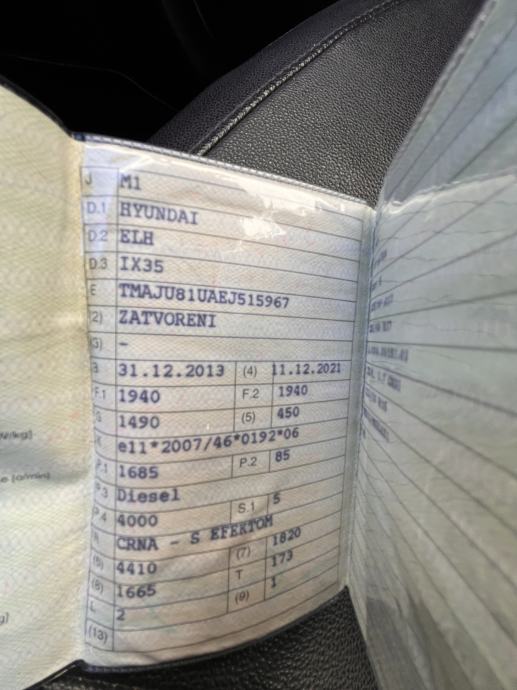 J M1
D.1 HYUNDAI
D.2 ELH
D.3 IX35
E TMAJU81UAEJ515967
(2) ZATVORENI
(3) -
B 31.12.2013 (4) 11.12.2021
F.1 1940 F.2 1940
G 1490 (5) 450
K e11*2007/46*0192*06
P.1 1685 P.2 85
P.3 Diesel
P.4 4000 S.1 5
R CRNA - S EFEKTOM
(6) 4410 (7) 1820
(8) 1665 T 173
L 2 (9) 1
(13)